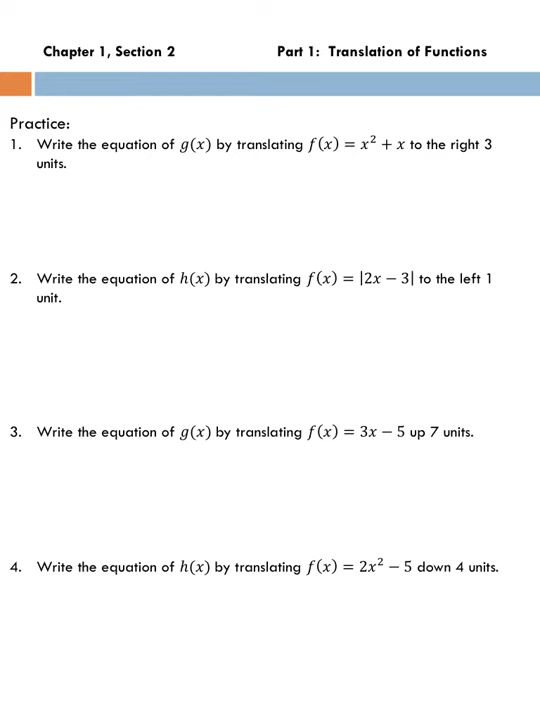 Chapter 1, Section 2 Part 1: Translation of Functions
Practice:
1. Write the equation of g(x) by translating f(x) = x² + x to the right 3
units.
2. Write the equation of h(x) by translating f(x) = |2x − 3| to the left 1
unit.
3. Write the equation of g(x) by translating f(x) = 3x − 5 up 7 units.
4. Write the equation of h(x) by translating f(x) = 2x² − 5 down 4 units.